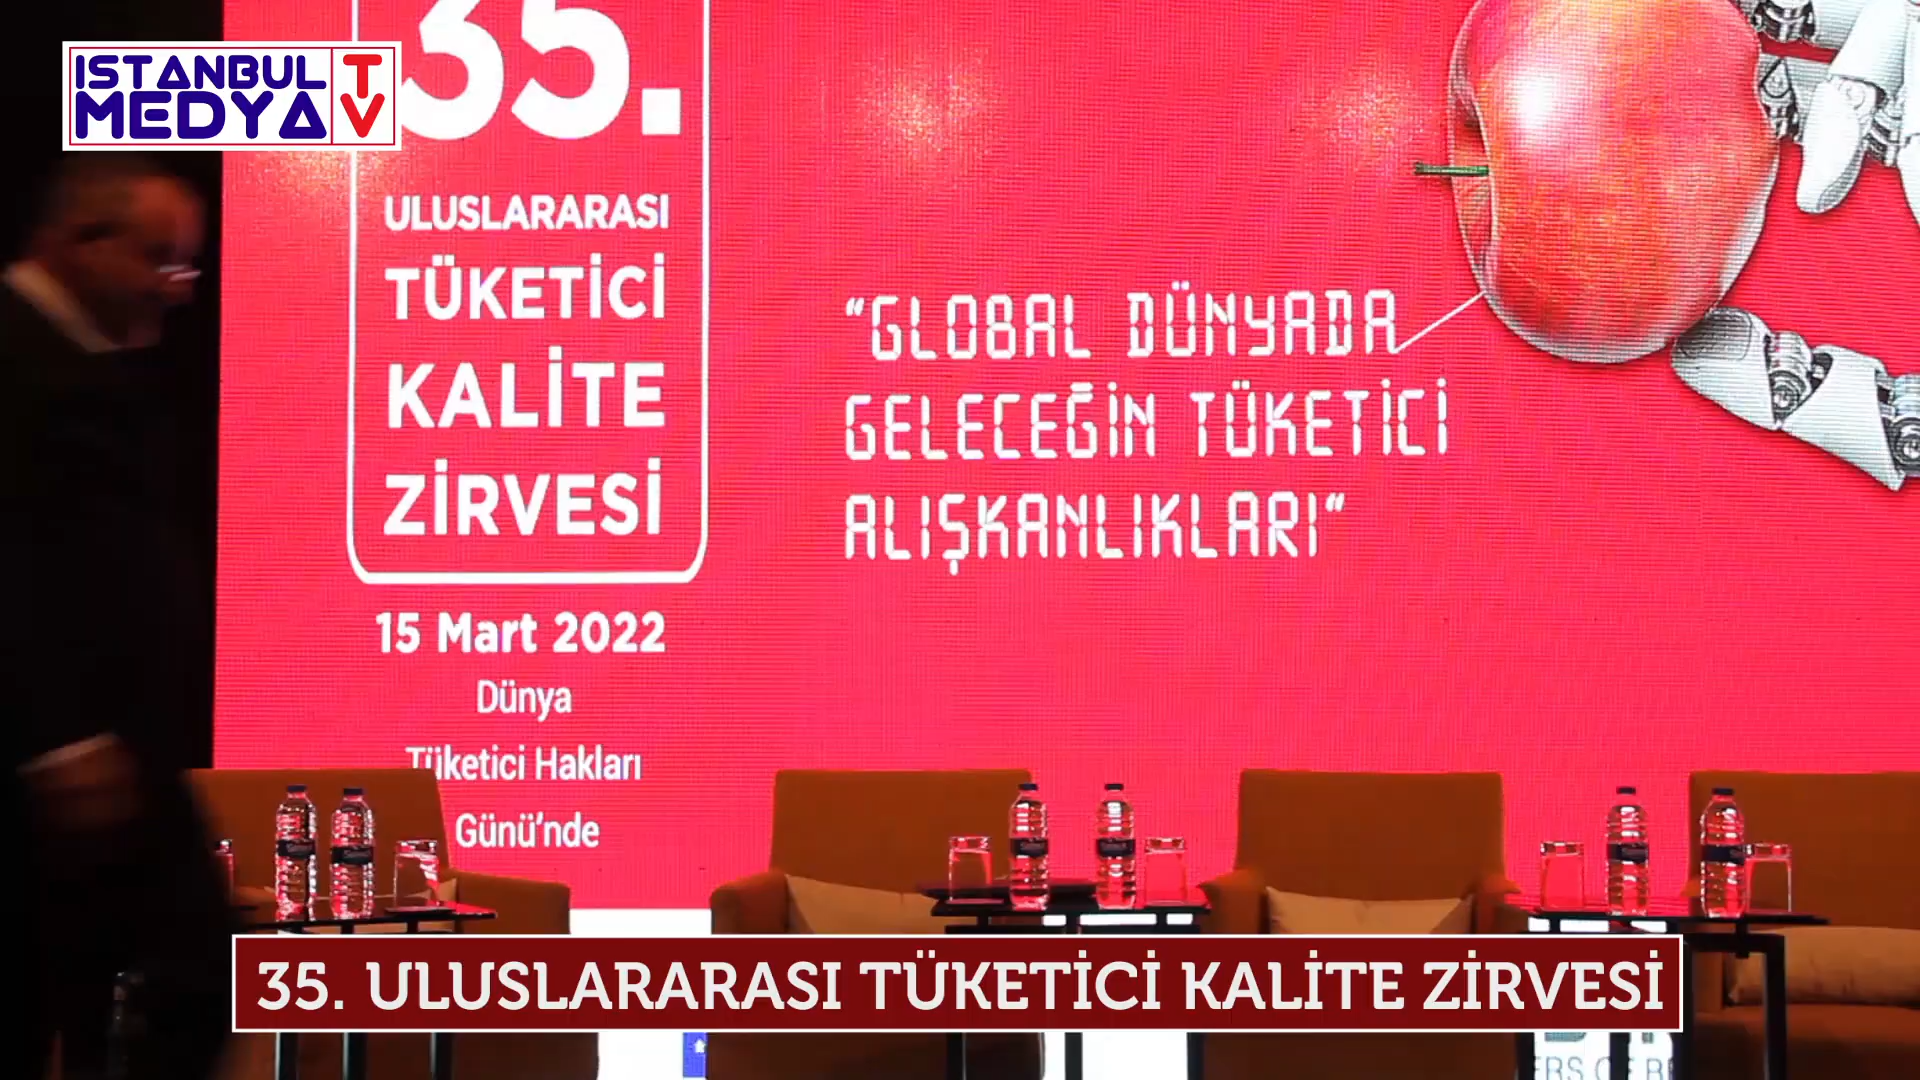 ISTANBUL
MEDYA
TV
35.
ULUSLARARASI
TÜKETİCİ
KALİTE
ZİRVESİ
15 Mart 2022
Dünya
Tüketici Hakları
Günü'nde
“GLOBAL DÜNYADA
GELECEĞİN TÜKETİCİ
ALIŞKANLIKLARI“
35. ULUSLARARASI TÜKETİCİ KALİTE ZİRVESİ